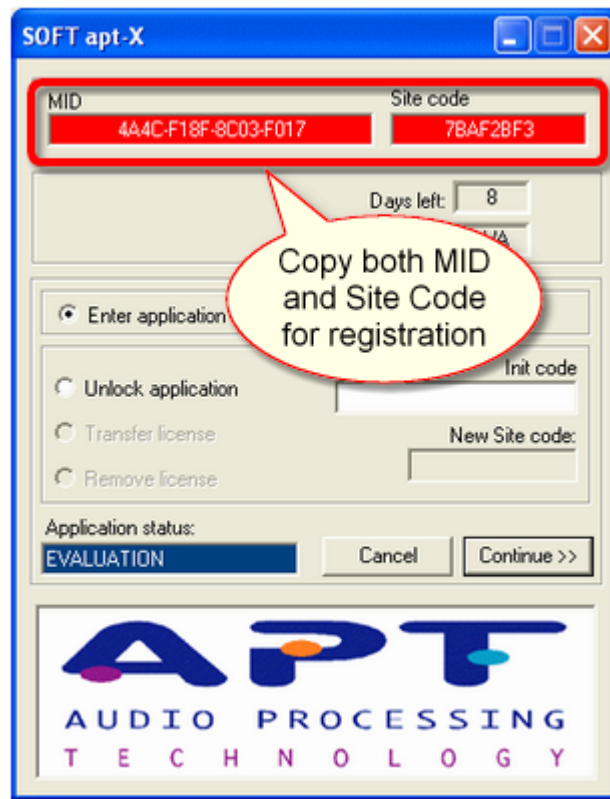 SOFT apt-X
MID Site code
4A4C-F18F-8C03-F017 7BAF2BF3
Days left: 8
Copy both MID
and Site Code
for registration
Enter application
Init code
Unlock application
Transfer license New Site code:
Remove license
Application status:
EVALUATION Cancel Continue >>
APT
AUDIO PROCESSING
TECHNOLOGY